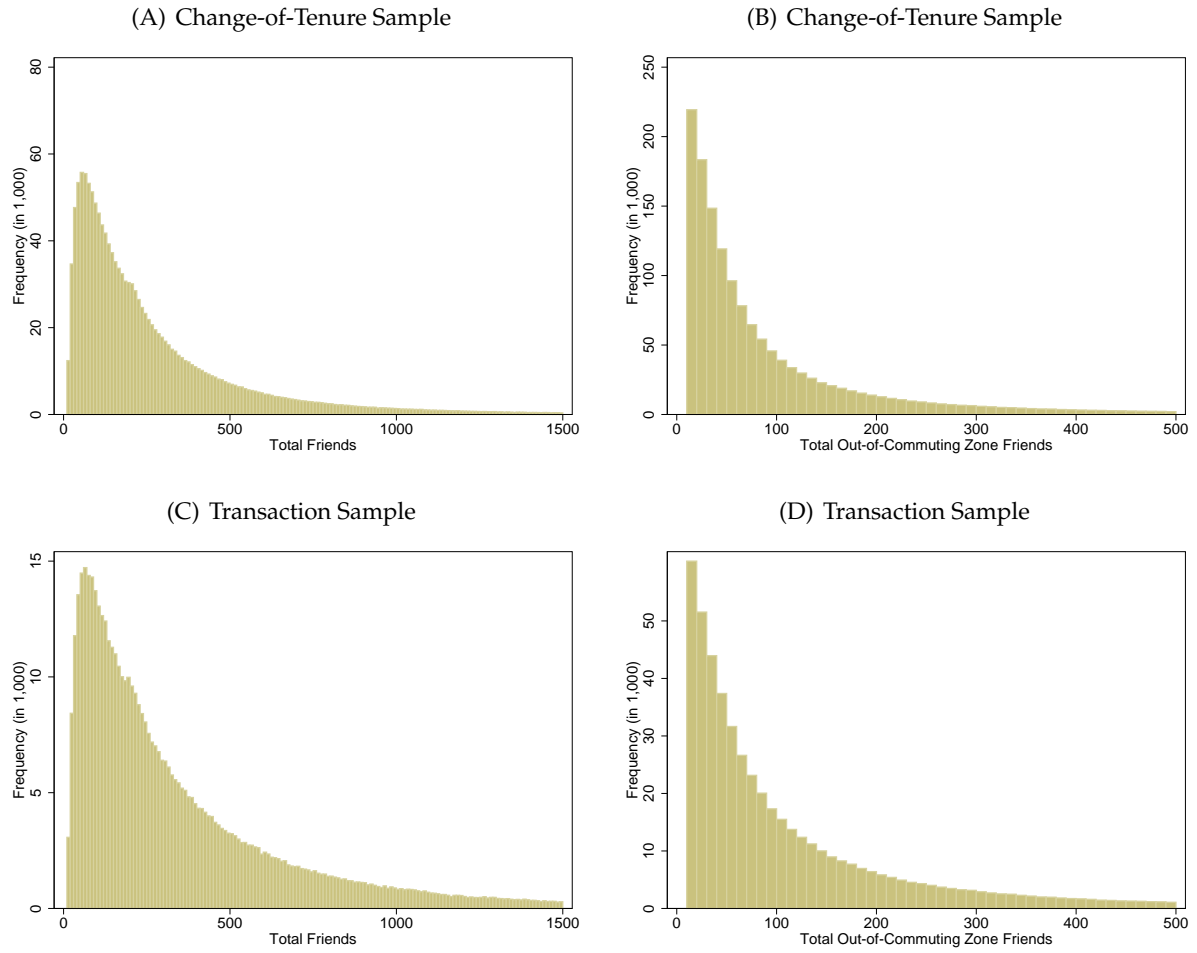 (A) Change-of-Tenure Sample
80
60
40
20
0
Frequency (in 1,000)
0 500 1000 1500
Total Friends
(B) Change-of-Tenure Sample
250
200
150
100
50
0
Frequency (in 1,000)
0 100 200 300 400 500
Total Out-of-Commuting Zone Friends
(C) Transaction Sample
15
10
5
0
Frequency (in 1,000)
0 500 1000 1500
Total Friends
(D) Transaction Sample
50
40
30
20
10
0
Frequency (in 1,000)
0 100 200 300 400 500
Total Out-of-Commuting Zone Friends